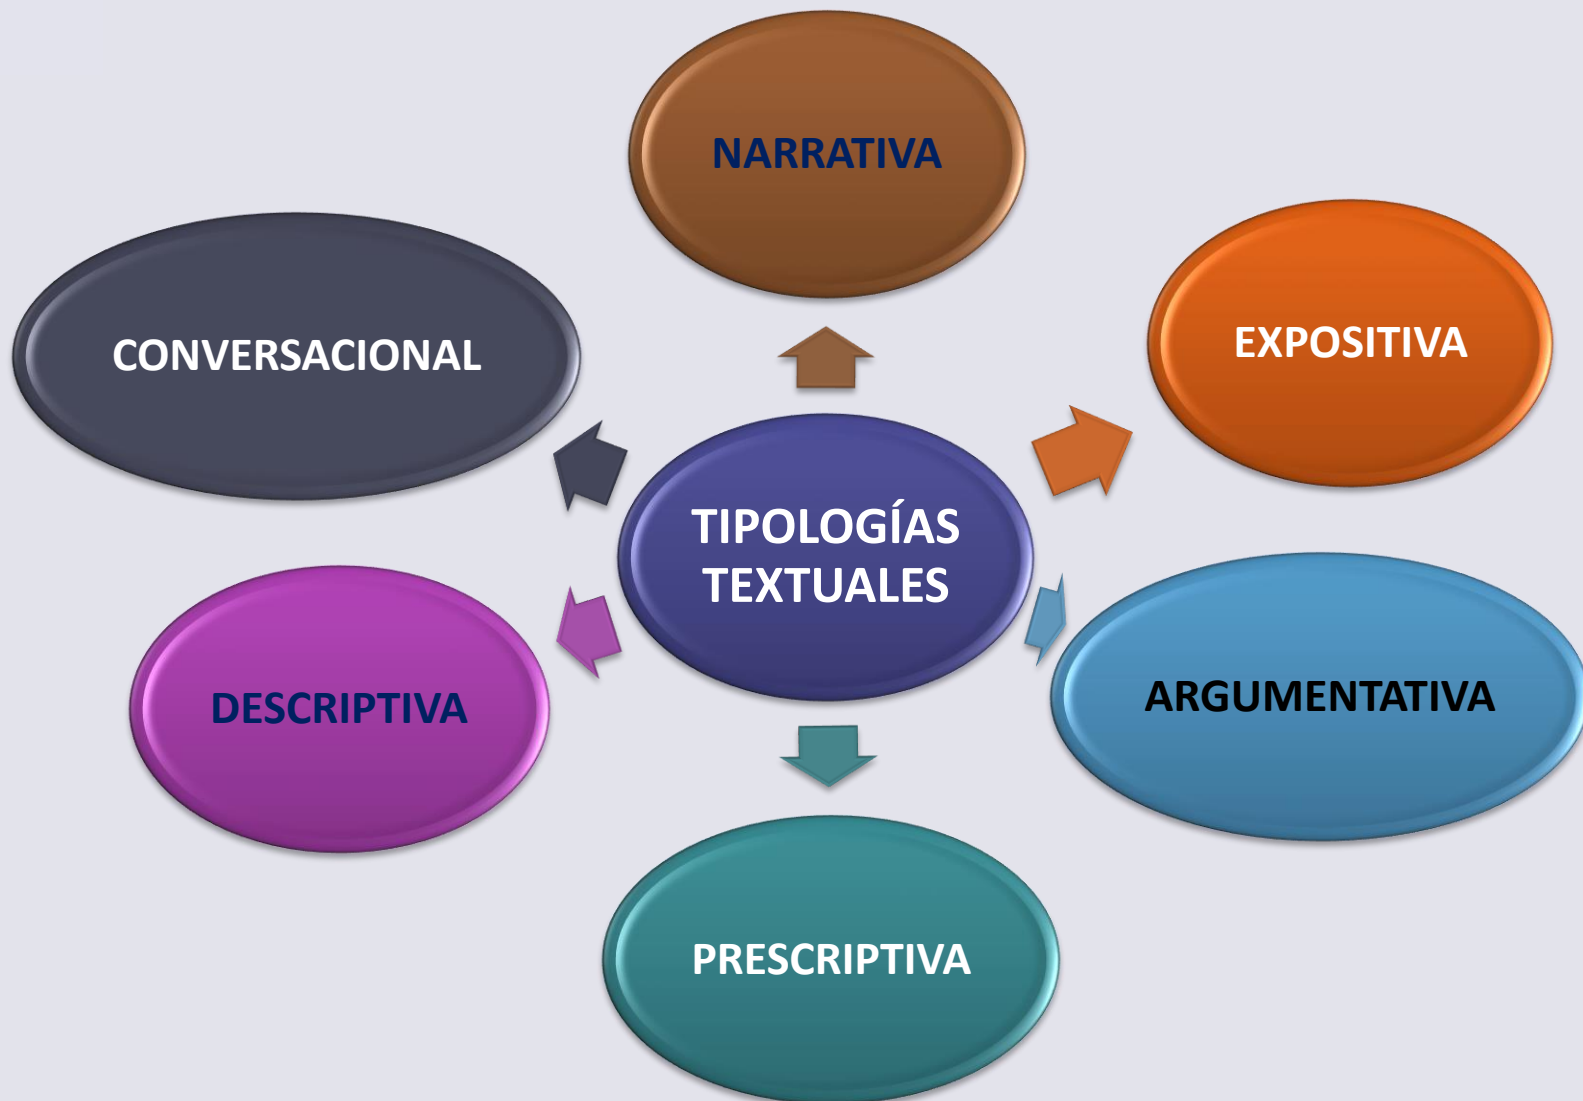 NARRATIVA
CONVERSACIONAL
EXPOSITIVA
TIPOLOGÍAS
TEXTUALES
DESCRIPTIVA
ARGUMENTATIVA
PRESCRIPTIVA